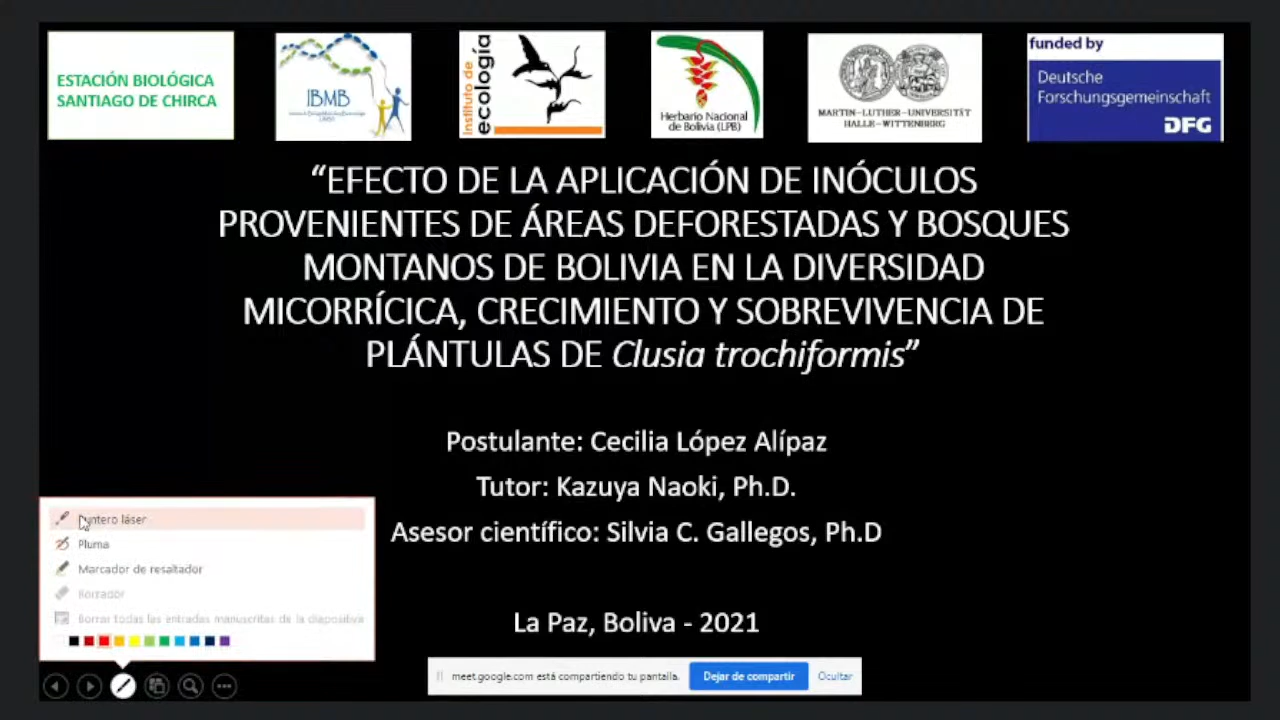 ESTACIÓN BIOLÓGICA
SANTIAGO DE CHIRCA
IBMB
Instituto de
ecología
Herbario Nacional
de Bolivia (LPB)
MARTIN-LUTHER-UNIVERSITÄT
HALLE-WITTENBERG
funded by
Deutsche
Forschungsgemeinschaft
DFG
“EFECTO DE LA APLICACIÓN DE INÓCULOS
PROVENIENTES DE ÁREAS DEFORESTADAS Y BOSQUES
MONTANOS DE BOLIVIA EN LA DIVERSIDAD
MICORRÍCICA, CRECIMIENTO Y SOBREVIVENCIA DE
PLÁNTULAS DE Clusia trochiformis”
Postulante: Cecilia López Alípaz
Tutor: Kazuya Naoki, Ph.D.
Asesor científico: Silvia C. Gallegos, Ph.D
La Paz, Boliva - 2021
Puntero láser
Pluma
Marcador de resaltador
Borrador
Borrar todas las entradas manuscritas de la diapositiva
meet.google.com está compartiendo tu pantalla.
Dejar de compartir
Ocultar